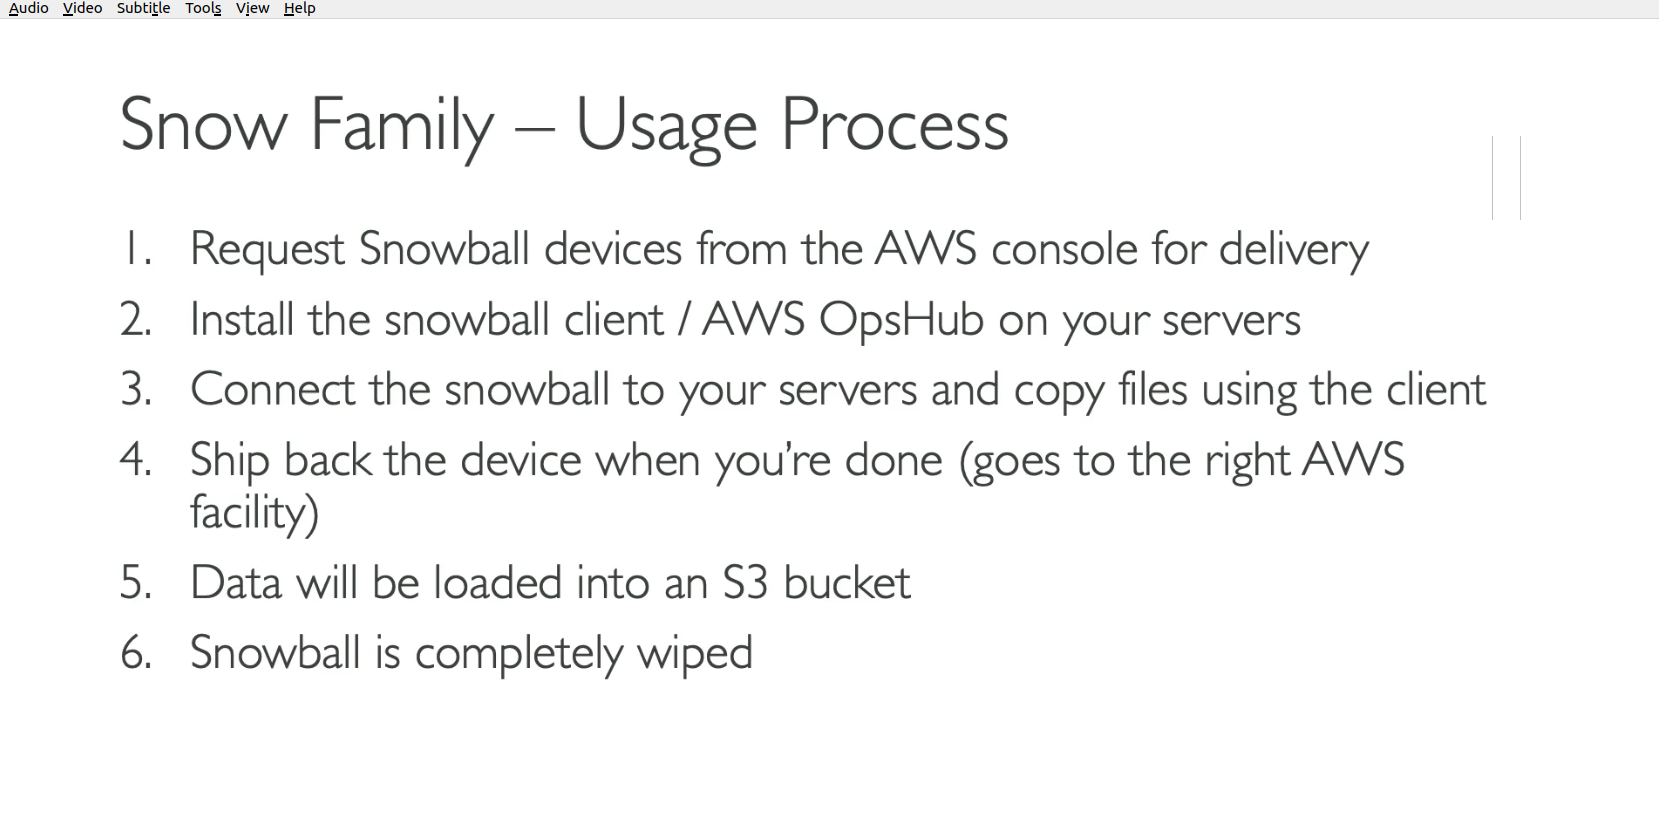 Audio Video Subtitle Tools View Help
Snow Family – Usage Process
1. Request Snowball devices from the AWS console for delivery
2. Install the snowball client / AWS OpsHub on your servers
3. Connect the snowball to your servers and copy files using the client
4. Ship back the device when you’re done (goes to the right AWS
facility)
5. Data will be loaded into an S3 bucket
6. Snowball is completely wiped